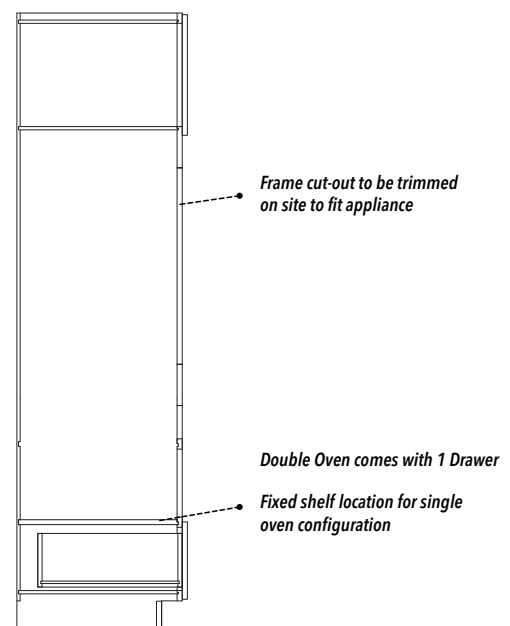 Frame cut-out to be trimmed
on site to fit appliance
Double Oven comes with 1 Drawer
Fixed shelf location for single
oven configuration